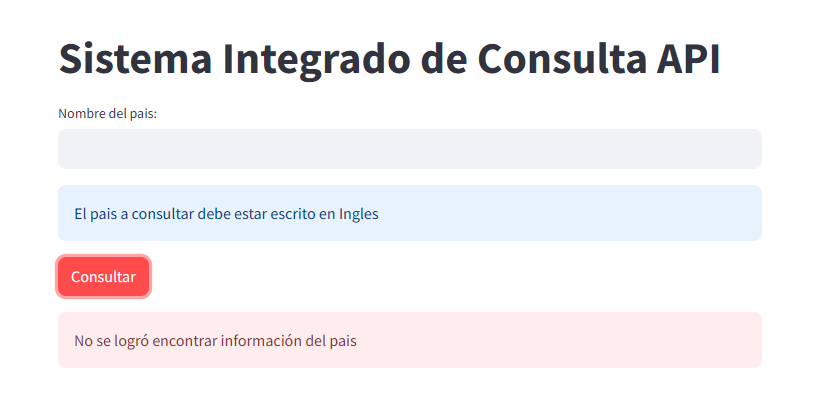 Sistema Integrado de Consulta API
Nombre del pais:
El pais a consultar debe estar escrito en Ingles
Consultar
No se logró encontrar información del pais